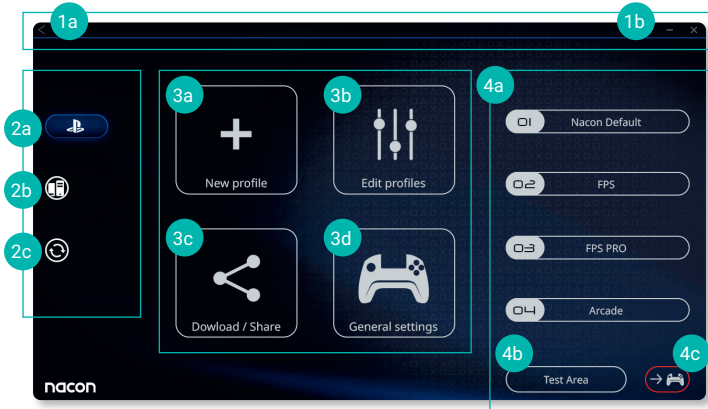 1a
1b
2a
2b
2c
3a
3b
New profile
Edit profiles
3c
3d
Dowload / Share
General settings
nacon
4a
01 Nacon Default
02 FPS
03 FPS PRO
04 Arcade
4b
4c
Test Area